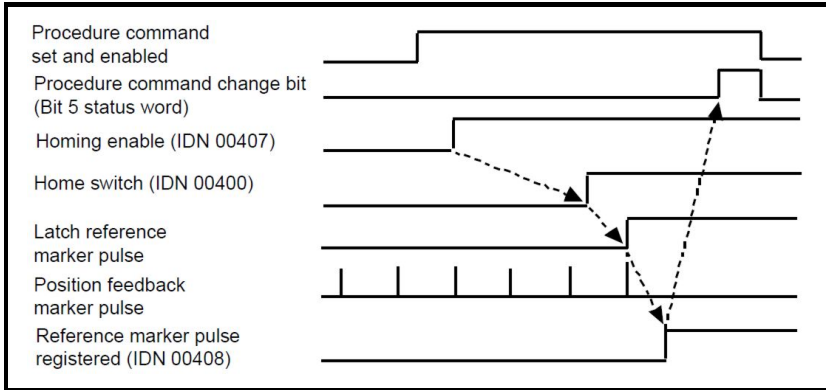 Procedure command
set and enabled
Procedure command change bit
(Bit 5 status word)
Homing enable (IDN 00407)
Home switch (IDN 00400)
Latch reference
marker pulse
Position feedback
marker pulse
Reference marker pulse
registered (IDN 00408)